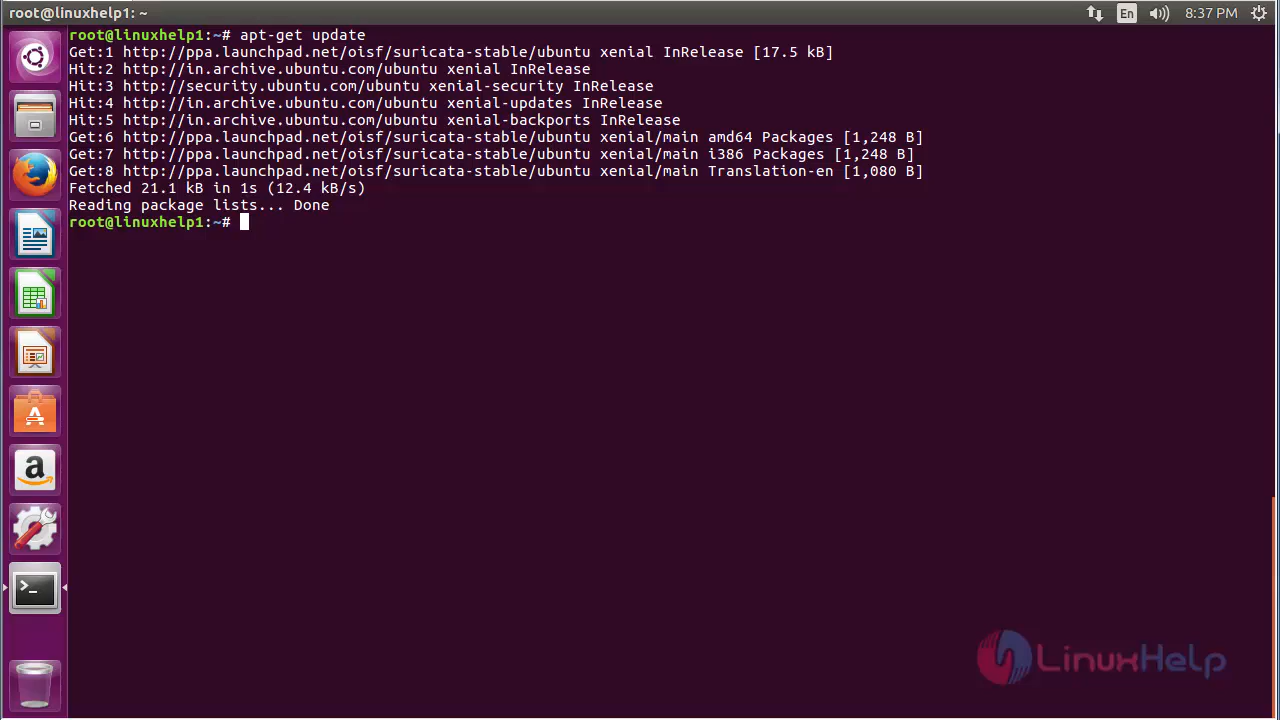 root@linuxhelp1: ~
En
8:37 PM
root@linuxhelp1:~# apt-get update
Get:1 http://ppa.launchpad.net/oisf/suricata-stable/ubuntu xenial InRelease [17.5 kB]
Hit:2 http://in.archive.ubuntu.com/ubuntu xenial InRelease
Hit:3 http://security.ubuntu.com/ubuntu xenial-security InRelease
Hit:4 http://in.archive.ubuntu.com/ubuntu xenial-updates InRelease
Hit:5 http://in.archive.ubuntu.com/ubuntu xenial-backports InRelease
Get:6 http://ppa.launchpad.net/oisf/suricata-stable/ubuntu xenial/main amd64 Packages [1,248 B]
Get:7 http://ppa.launchpad.net/oisf/suricata-stable/ubuntu xenial/main i386 Packages [1,248 B]
Get:8 http://ppa.launchpad.net/oisf/suricata-stable/ubuntu xenial/main Translation-en [1,080 B]
Fetched 21.1 kB in 1s (12.4 kB/s)
Reading package lists... Done
root@linuxhelp1:~#
LinuxHelp